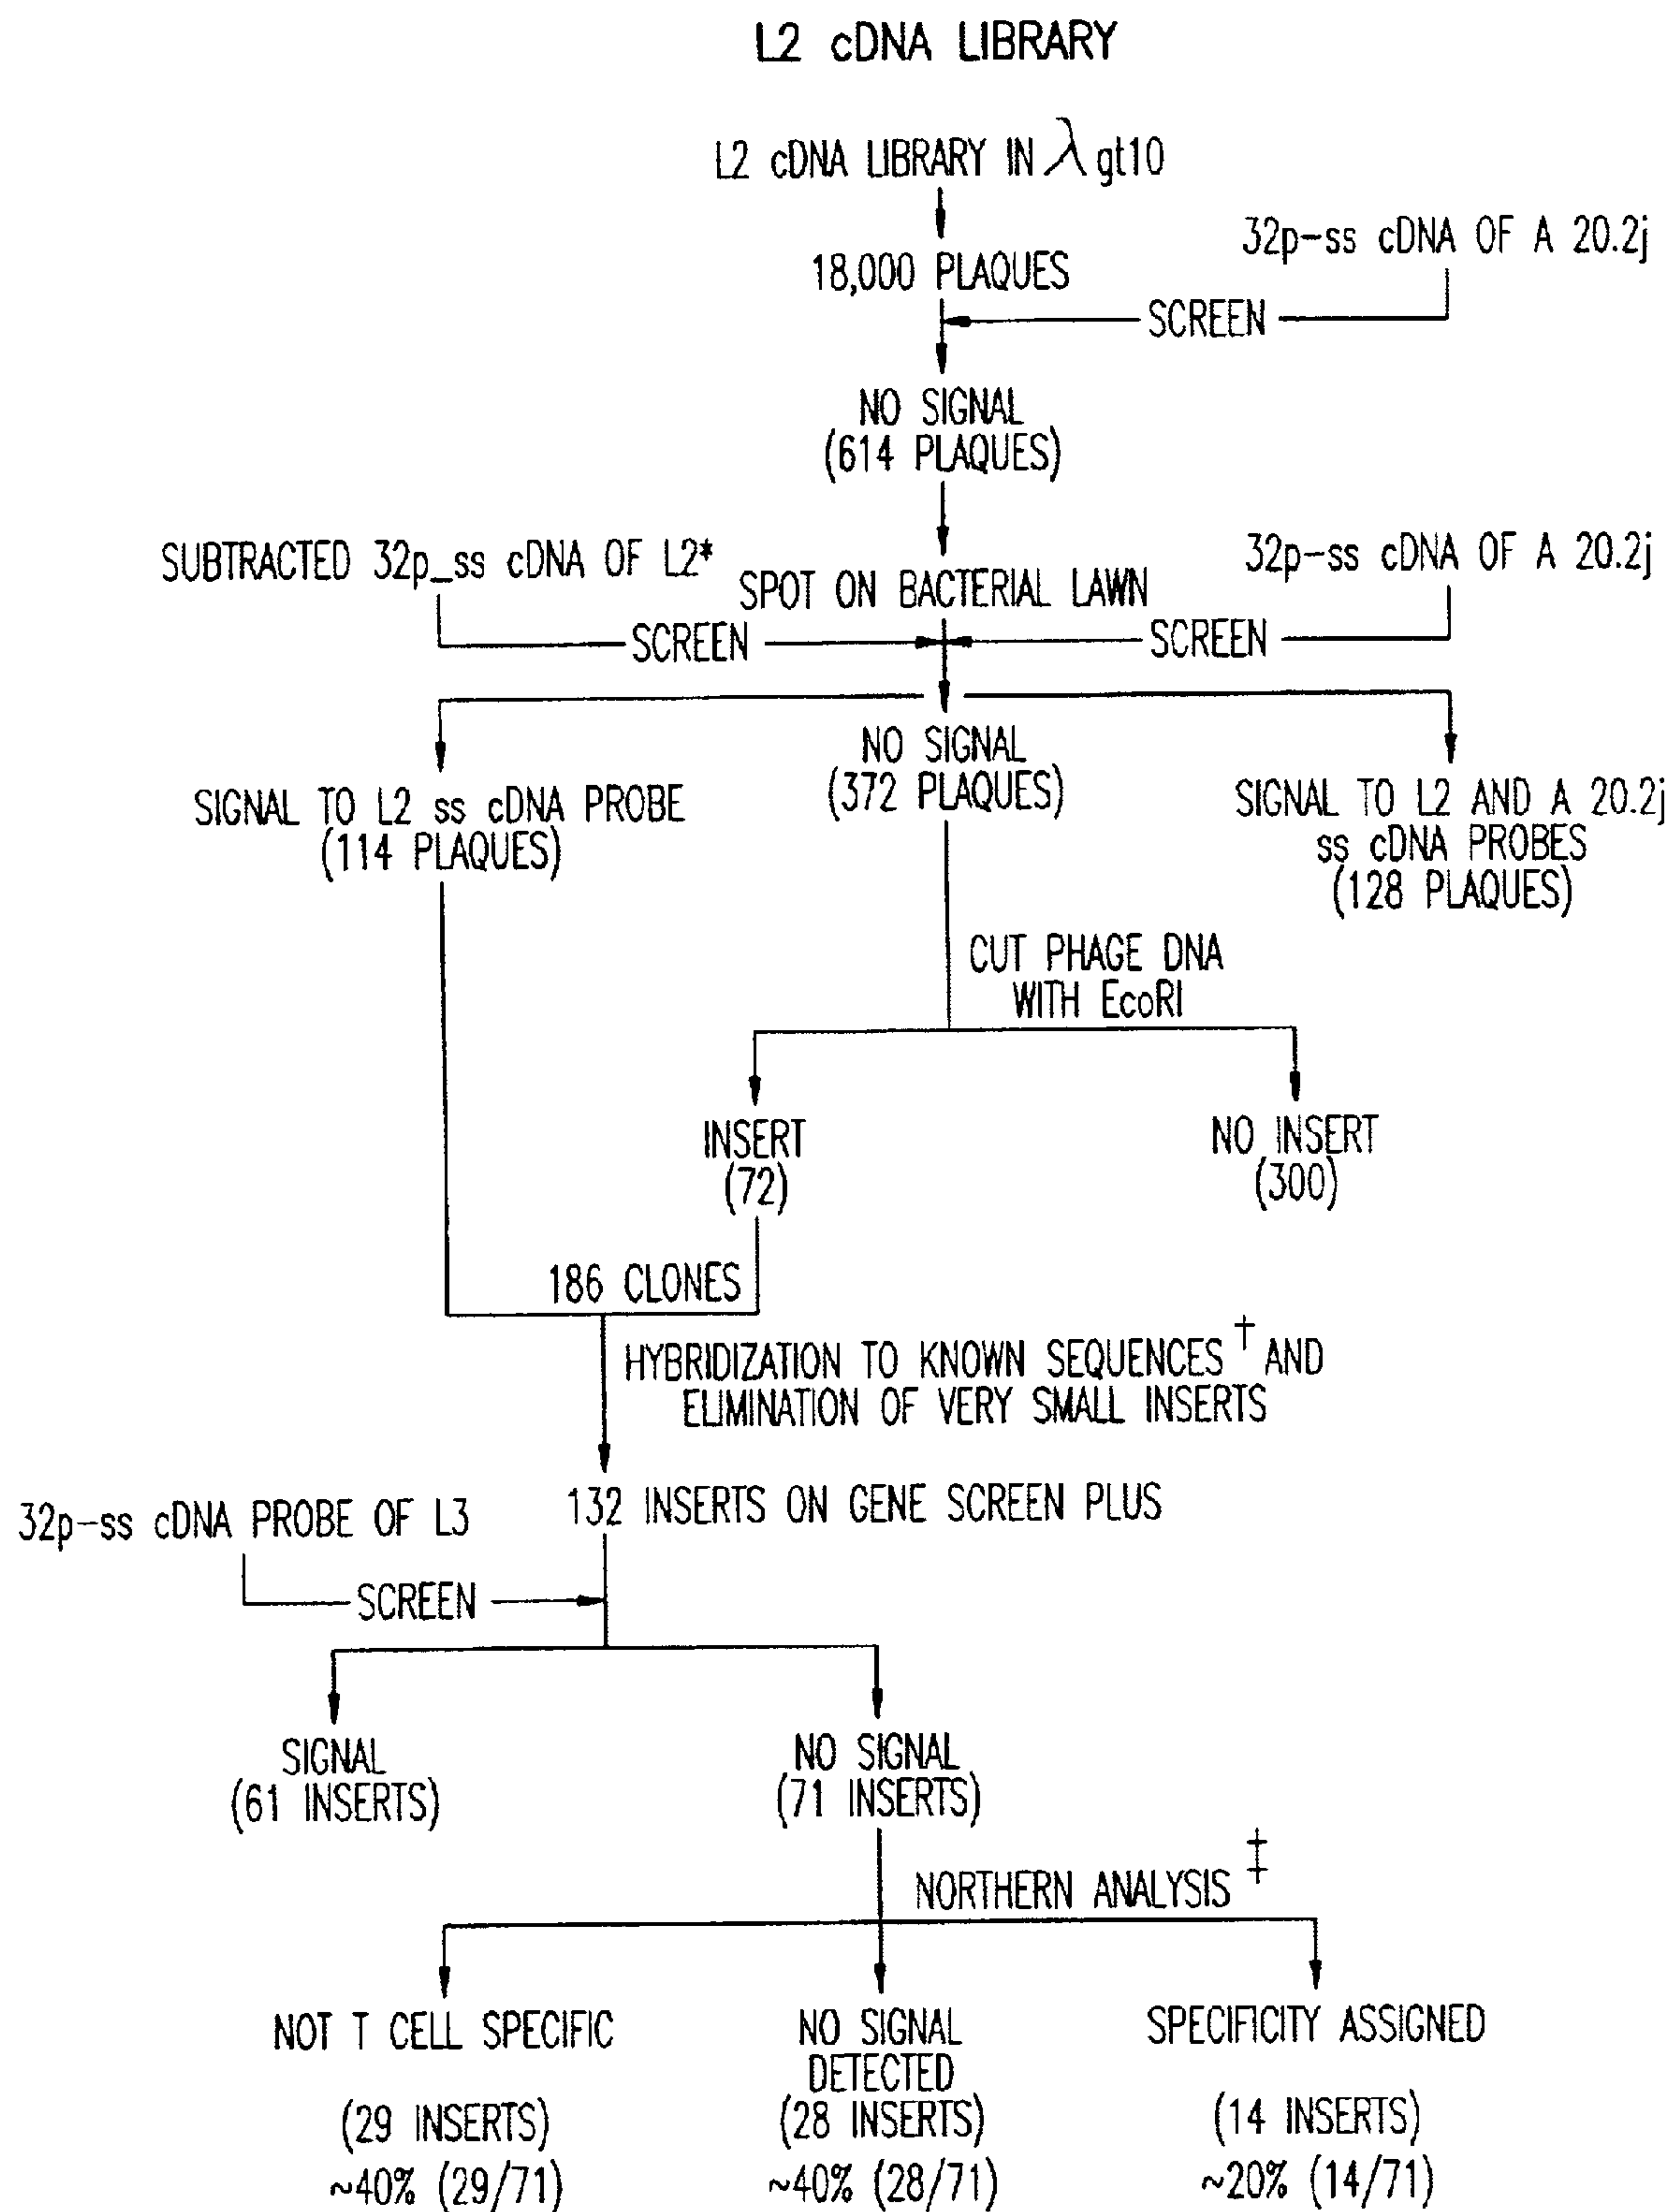 L2 cDNA LIBRARY
L2 cDNA LIBRARY IN λ gt10
32p-ss cDNA OF A 20.2j
18,000 PLAQUES
SCREEN
NO SIGNAL
(614 PLAQUES)
SUBTRACTED 32p_ss cDNA OF L2*
32p-ss cDNA OF A 20.2j
SPOT ON BACTERIAL LAWN
SCREEN
SCREEN
NO SIGNAL
(372 PLAQUES)
SIGNAL TO L2 ss cDNA PROBE
(114 PLAQUES)
SIGNAL TO L2 AND A 20.2j
ss cDNA PROBES
(128 PLAQUES)
CUT PHAGE DNA
WITH EcoRI
INSERT
(72)
NO INSERT
(300)
186 CLONES
HYBRIDIZATION TO KNOWN SEQUENCES † AND
ELIMINATION OF VERY SMALL INSERTS
32p-ss cDNA PROBE OF L3
132 INSERTS ON GENE SCREEN PLUS
SCREEN
SIGNAL
(61 INSERTS)
NO SIGNAL
(71 INSERTS)
NORTHERN ANALYSIS ‡
NOT T CELL SPECIFIC
(29 INSERTS)
~40% (29/71)
NO SIGNAL
DETECTED
(28 INSERTS)
~40% (28/71)
SPECIFICITY ASSIGNED
(14 INSERTS)
~20% (14/71)